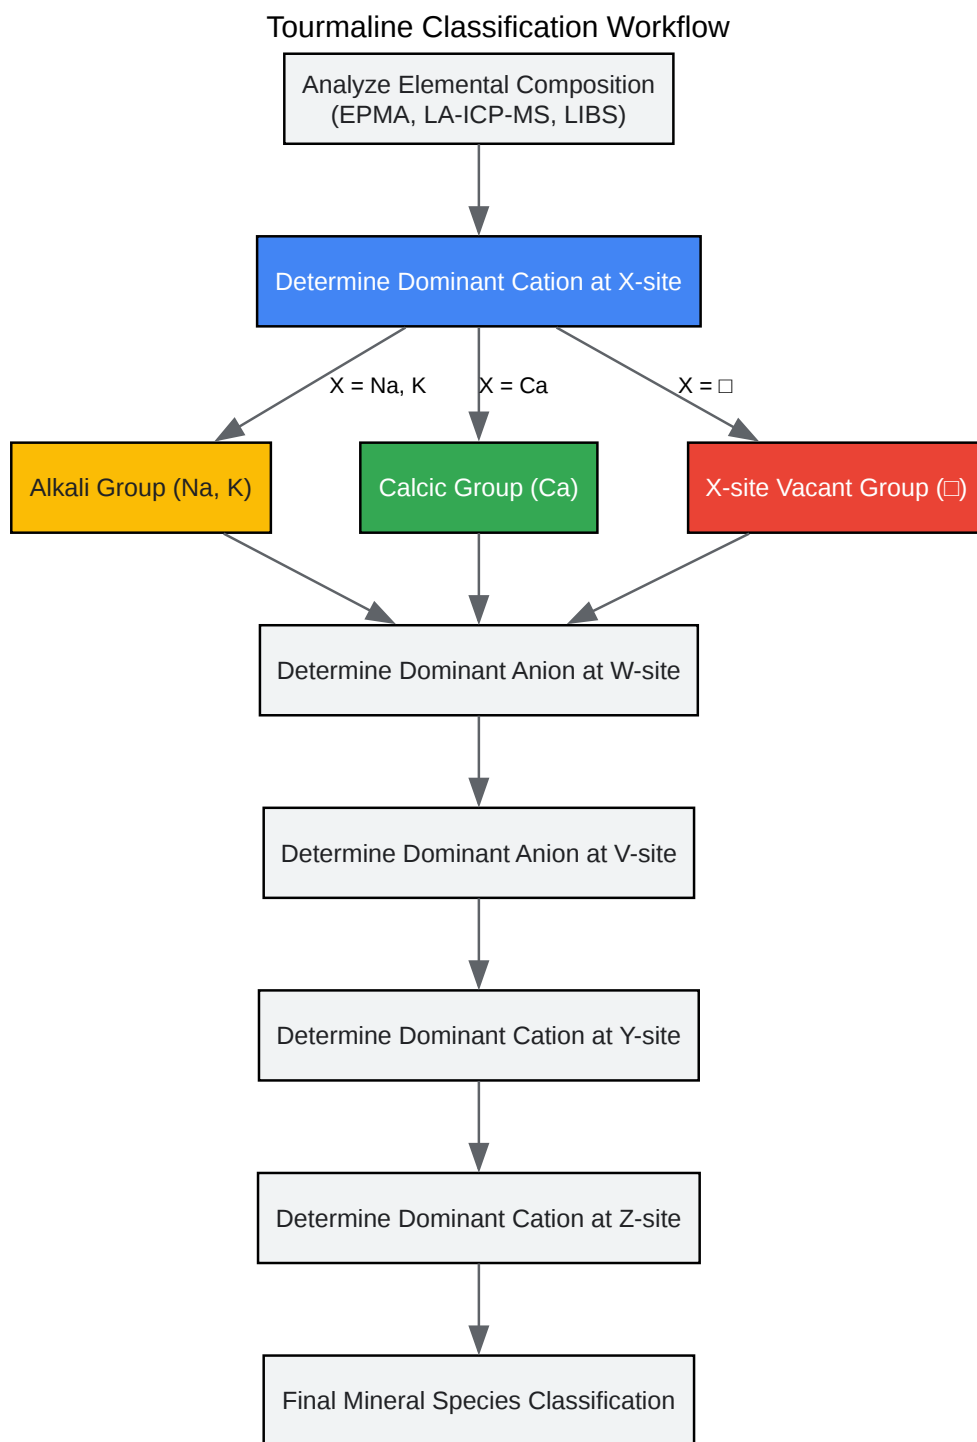 Tourmaline Classification Workflow
Analyze Elemental Composition
(EPMA, LA-ICP-MS, LIBS)
Determine Dominant Cation at X-site
X = Na, K
X = Ca
X = □
Alkali Group (Na, K)
Calcic Group (Ca)
X-site Vacant Group (□)
Determine Dominant Anion at W-site
Determine Dominant Anion at V-site
Determine Dominant Cation at Y-site
Determine Dominant Cation at Z-site
Final Mineral Species Classification